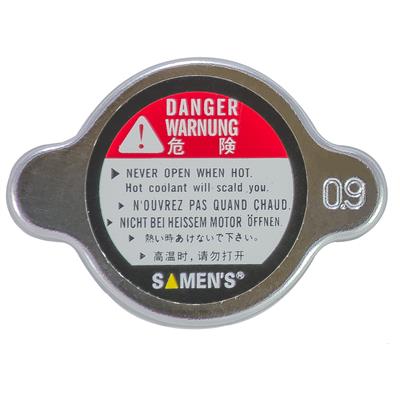 DANGER
WARNUNG
危険
▶ NEVER OPEN WHEN HOT.
Hot coolant will scald you.
▶ N'OUVREZ PAS QUAND CHAUD.
▶ NICHT BEI HEISSEM MOTOR ÖFFNEN.
▶ 熱い時あけないで下さい。
▶ 高温时，请勿打开
SAMEN'S®
0.9